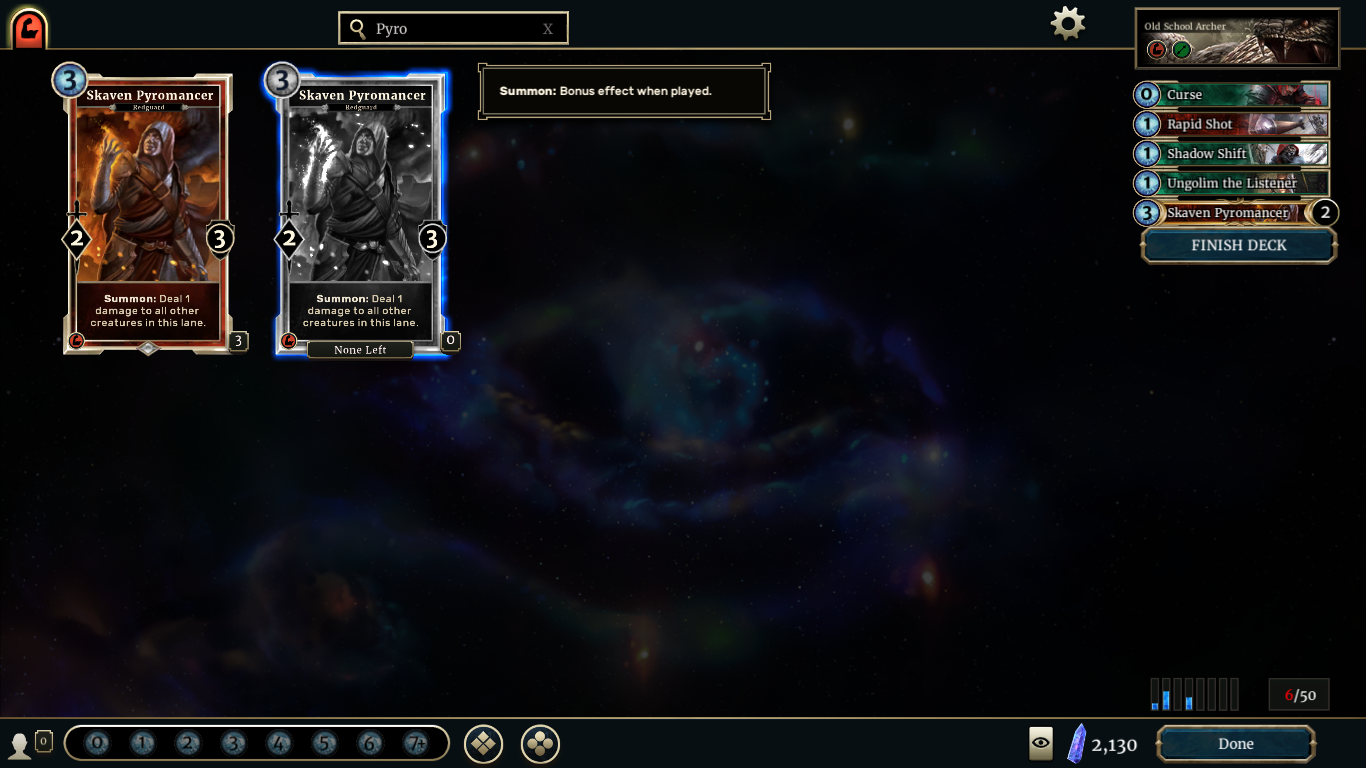 Pyro X
Old School Archer
3
Skaven Pyromancer
Redguard
2
3
Summon: Deal 1
damage to all other
creatures in this lane.
3
3
Skaven Pyromancer
Redguard
2
3
Summon: Deal 1
damage to all other
creatures in this lane.
None Left
0
Summon: Bonus effect when played.
0 Curse
1 Rapid Shot
1 Shadow Shift
1 Ungolim the Listener
3 Skaven Pyromancer 2
FINISH DECK
6/50
0
0 1 2 3 4 5 6 7+
2,130
Done